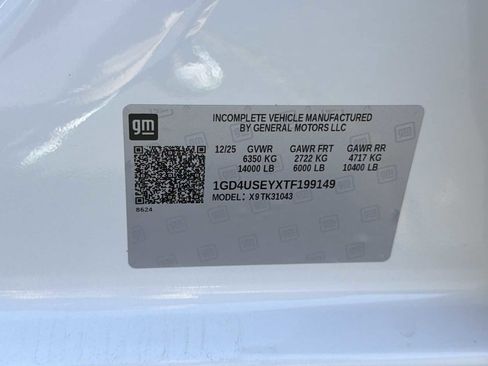 gm
INCOMPLETE VEHICLE MANUFACTURED
BY GENERAL MOTORS LLC
12/25 GVWR GAWR FRT GAWR RR
6350 KG 2722 KG 4717 KG
14000 LB 6000 LB 10400 LB
1GD4USEYXTF199149
MODEL: X9 TK31043
8624